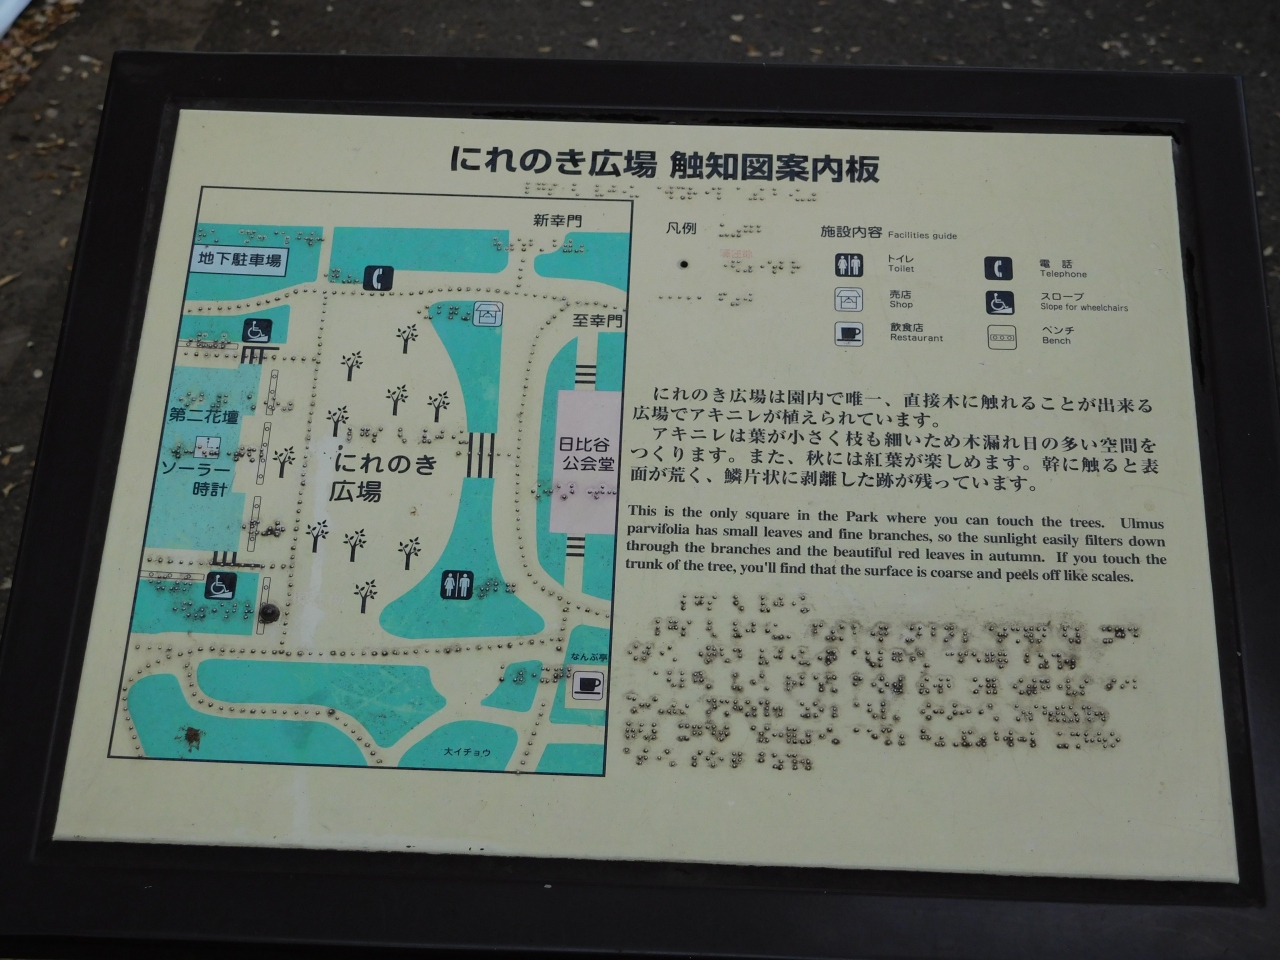 にれのき広場 触知図案内板
新幸門
地下駐車場
至幸門
第二花壇
ソーラー
時計
にれのき
広場
日比谷
公会堂
なんぶ亭
大イチョウ
凡例
現在地
施設内容 Facilities guide
トイレ
Toilet
電話
Telephone
売店
Shop
スロープ
Slope for wheelchairs
飲食店
Restaurant
ベンチ
Bench
にれのき広場は園内で唯一、直接木に触れることが出来る
広場でアキニレが植えられています。
アキニレは葉が小さく枝も細いため木漏れ日の多い空間を
つくります。また、秋には紅葉が楽しめます。幹に触ると表
面が荒く、鱗片状に剥離した跡が残っています。
This is the only square in the Park where you can touch the trees. Ulmus
parvifolia has small leaves and fine branches, so the sunlight easily filters down
through the branches and the beautiful red leaves in autumn. If you touch the
trunk of the tree, you'll find that the surface is coarse and peels off like scales.